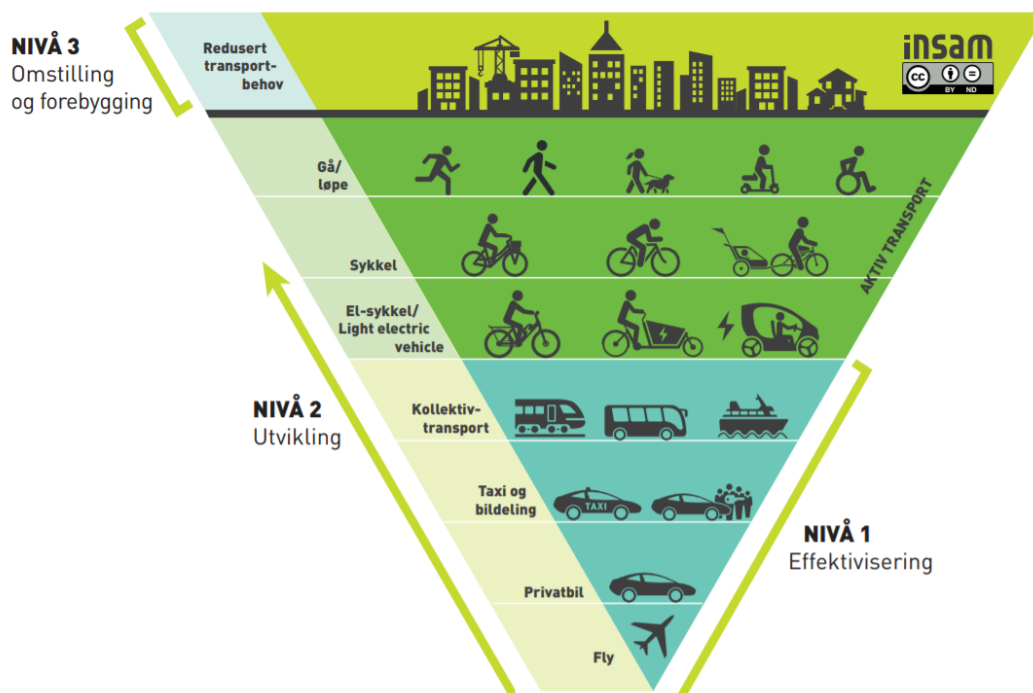 NIVÅ 3
Omstilling
og forebygging
Redusert
transport-
behov
insam
cc
BY ND
Gå/
løpe
Sykkel
AKTIV TRANSPORT
El-sykkel/
Light electric
vehicle
NIVÅ 2
Utvikling
Kollektiv-
transport
Taxi og
bildeling
TAXI
NIVÅ 1
Effektivisering
Privatbil
Fly